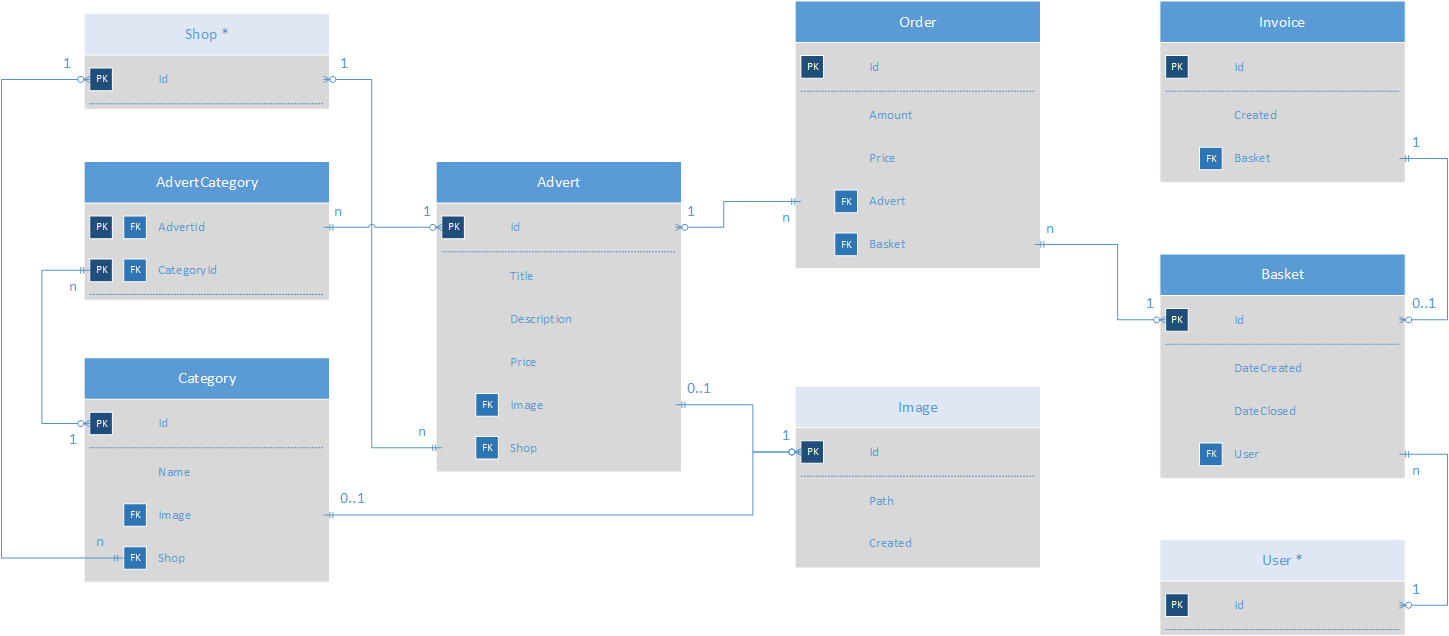 Shop *
1
1
PK Id
AdvertCategory
n
PK FK AdvertId
PK FK CategoryId
n
Category
PK Id
1
Name
0..1
FK Image
n
FK Shop
Advert
1
1
PK Id
Title
Description
Price
0..1
FK Image
n
FK Shop
Order
PK Id
Amount
Price
FK Advert
n
FK Basket
n
Image
1
PK Id
Path
Created
Invoice
PK Id
Created
1
FK Basket
Basket
1
0..1
PK Id
DateCreated
DateClosed
FK User
n
User *
1
PK Id